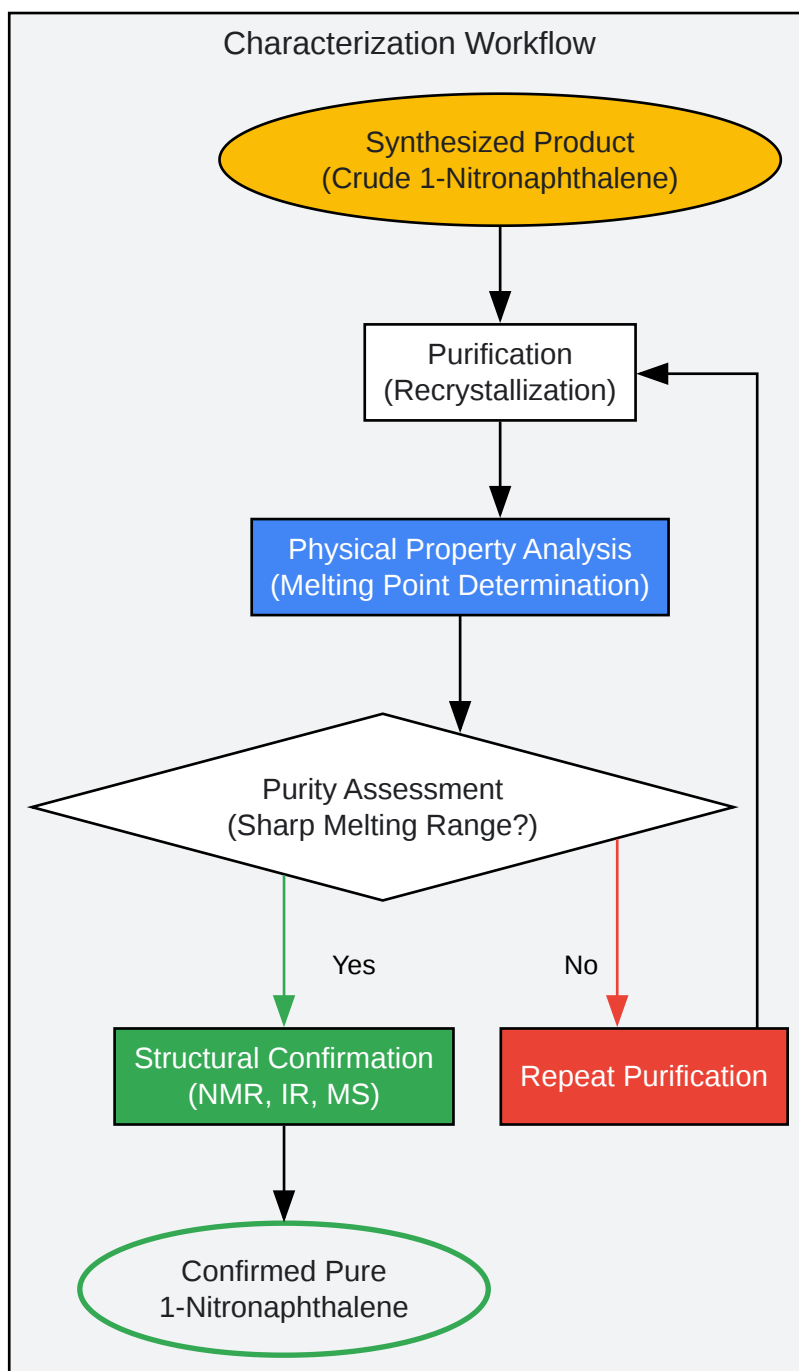 Characterization Workflow
Synthesized Product
(Crude 1-Nitronaphthalene)
Purification
(Recrystallization)
Physical Property Analysis
(Melting Point Determination)
Purity Assessment
(Sharp Melting Range?)
Yes
No
Structural Confirmation
(NMR, IR, MS)
Repeat Purification
Confirmed Pure
1-Nitronaphthalene